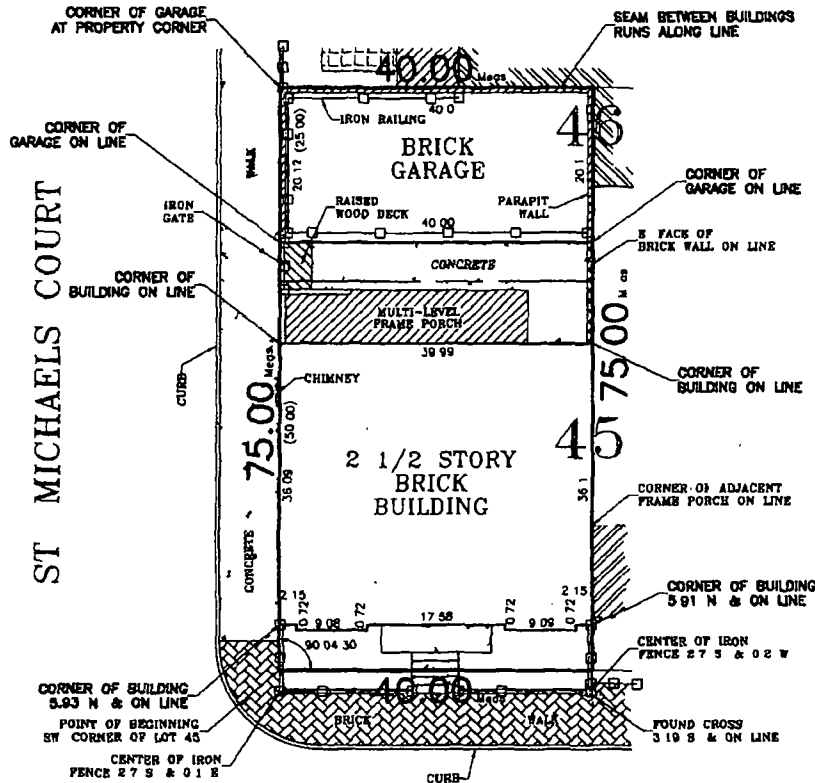 CORNER OF GARAGE
AT PROPERTY CORNER
SEAM BETWEEN BUILDINGS
RUNS ALONG LINE
40.00 Meas
40 0
IRON RAILING
46
CORNER OF
GARAGE ON LINE
WALK
20.12 (25 00)
BRICK
GARAGE
20 1
CORNER OF
GARAGE ON LINE
IRON
GATE
RAISED
WOOD DECK
PARAPIT
WALL
40 00
E FACE OF
BRICK WALL ON LINE
CONCRETE
CORNER OF
BUILDING ON LINE
MULTI-LEVEL
FRAME PORCH
39 99
75.00 Meas
CORNER OF
BUILDING ON LINE
ST MICHAELS COURT
CURB
CHIMNEY
75.00 Meas.
(50 00)
45
36 09
2 1/2 STORY
BRICK
BUILDING
36 1
CORNER OF ADJACENT
FRAME PORCH ON LINE
CONCRETE
2 15
0 72
9 08
0 72
17 58
0 72
9 09
0 72
2 15
CORNER OF BUILDING
5 91 N & ON LINE
90 04 30
CENTER OF IRON
FENCE 2 7 S & 0 2 W
CORNER OF BUILDING
5.93 N & ON LINE
40.00 Meas
POINT OF BEGINNING
SW CORNER OF LOT 45
BRICK
WALK
FOUND CROSS
3 19 S & ON LINE
CENTER OF IRON
FENCE 2 7 S & 0 1 E
CURB